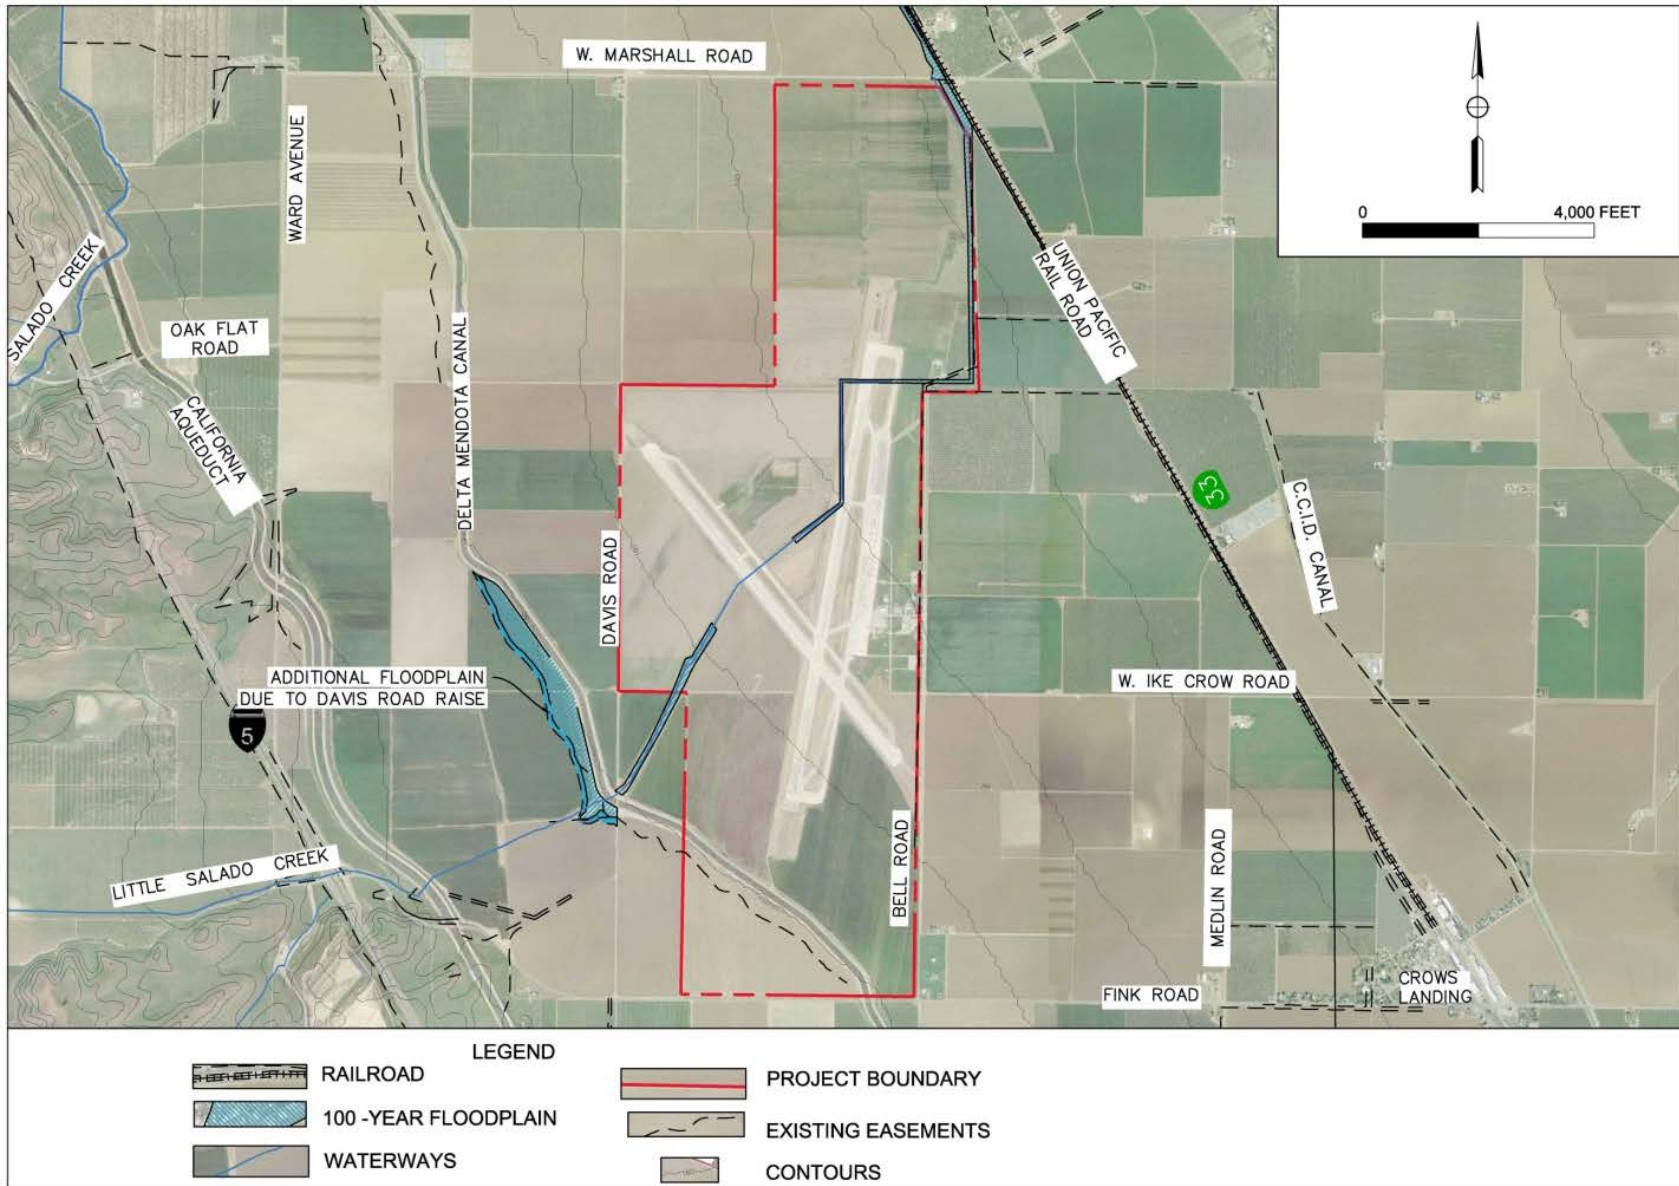 W. MARSHALL ROAD
0 4,000 FEET
WARD AVENUE
SALADO CREEK
OAK FLAT
ROAD
UNION PACIFIC
RAIL ROAD
DELTA MENDOTA CANAL
CALIFORNIA
AQUEDUCT
33
C.C.I.D. CANAL
DAVIS ROAD
ADDITIONAL FLOODPLAIN
DUE TO DAVIS ROAD RAISE
W. IKE CROW ROAD
5
BELL ROAD
MEDLIN ROAD
LITTLE SALADO CREEK
FINK ROAD
CROWS
LANDING
LEGEND
RAILROAD
PROJECT BOUNDARY
100 -YEAR FLOODPLAIN
EXISTING EASEMENTS
WATERWAYS
CONTOURS